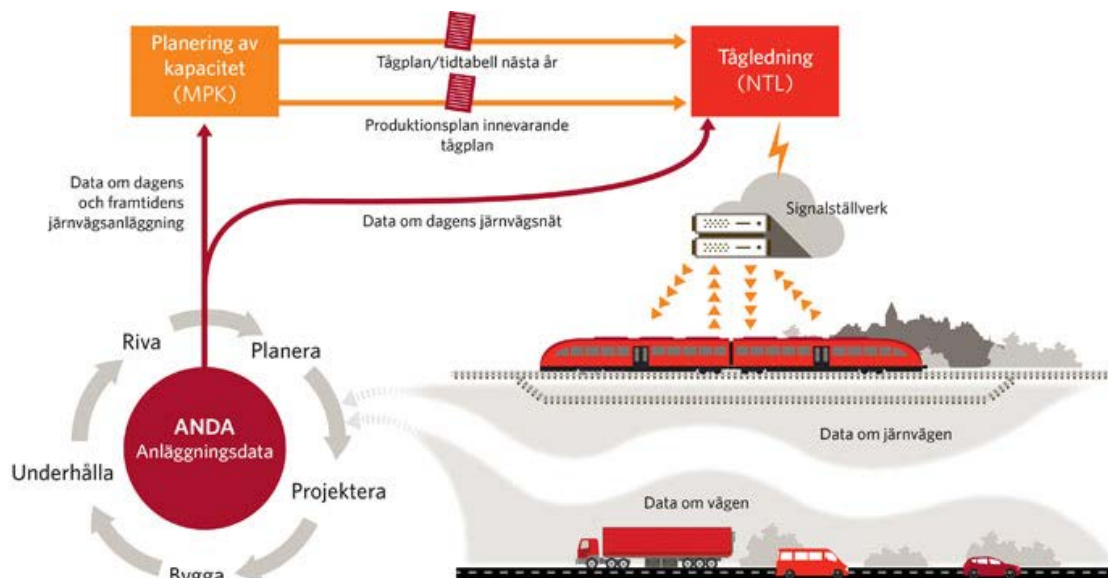 Planering av
kapacitet
(MPK)
Tågplan/tidtabell nästa år
Produktionsplan innevarande
tågplan
Tågledning
(NTL)
Data om dagens
och framtidens
järnvägsanläggning
Data om dagens järnvägsnät
Signalställverk
Riva
Planera
ANDA
Anläggningsdata
Underhålla
Projektera
Bygga
Data om järnvägen
Data om vägen